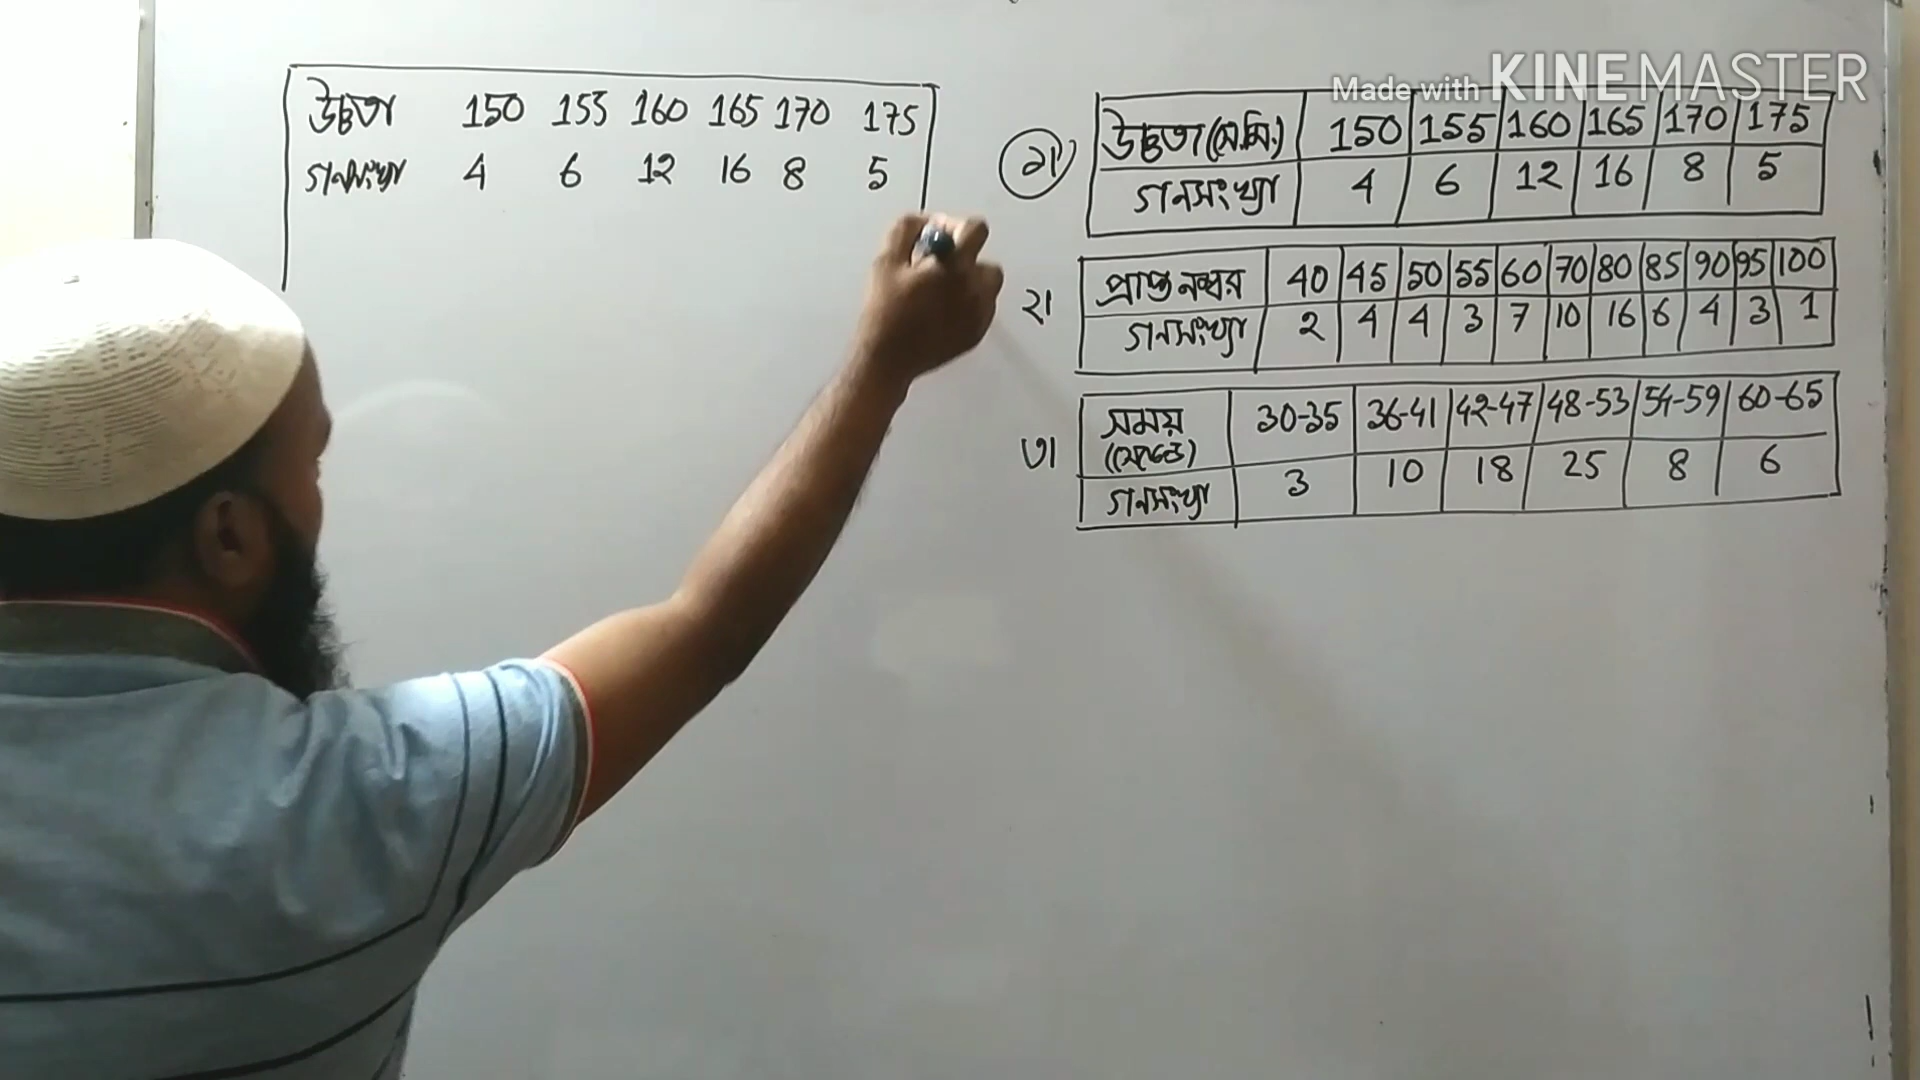 Made with KINEMASTER
উচ্চতা 150 155 160 165 170 175
গনসংখ্যা 4 6 12 16 8 5
১। উচ্চতা(সে.মি.) 150 155 160 165 170 175
গনসংখ্যা 4 6 12 16 8 5
২। প্রাপ্ত নম্বর 40 45 50 55 60 70 80 85 90 95 100
গনসংখ্যা 2 4 4 3 7 10 16 6 4 3 1
৩। সময় 30-35 36-41 42-47 48-53 54-59 60-65
(সেকেন্ডে)
গনসংখ্যা 3 10 18 25 8 6